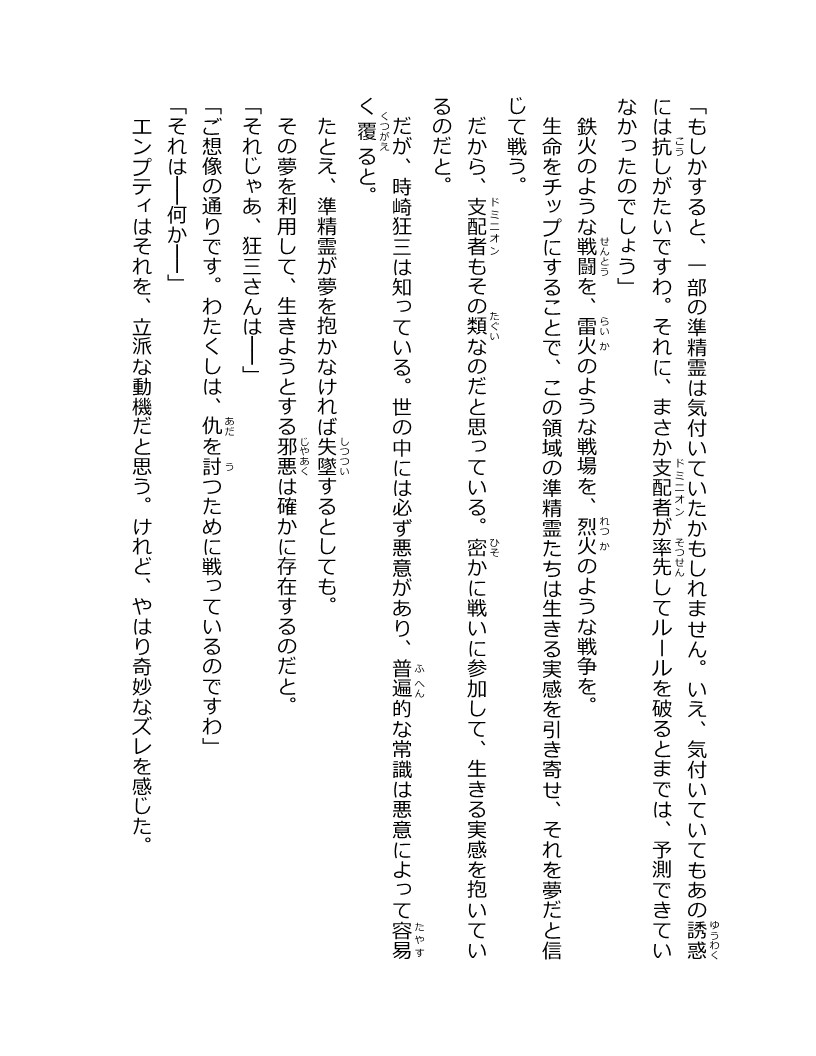 「もしかすると、一部の準精霊は気付いていたかもしれません。いえ、気付いていてもあの誘惑
には抗しがたいですわ。それに、まさか支配者が率先してルールを破るとまでは、予測できてい
なかったのでしょう」
鉄火のような戦闘を、雷火のような戦場を、烈火のような戦争を。
生命をチップにすることで、この領域の準精霊たちは生きる実感を引き寄せ、それを夢だと信
じて戦う。
だから、支配者もその類なのだと思っている。密かに戦いに参加して、生きる実感を抱いてい
るのだと。
だが、時崎狂三は知っている。世の中には必ず悪意があり、普遍的な常識は悪意によって容易
く覆ると。
たとえ、準精霊が夢を抱かなければ失墜するとしても。
その夢を利用して、生きようとする邪悪は確かに存在するのだと。
「それじゃあ、狂三さんは――」
「ご想像の通りです。わたくしは、仇を討つために戦っているのですわ」
「それは――何か――」
エンプティはそれを、立派な動機だと思う。けれど、やはり奇妙なズレを感じた。